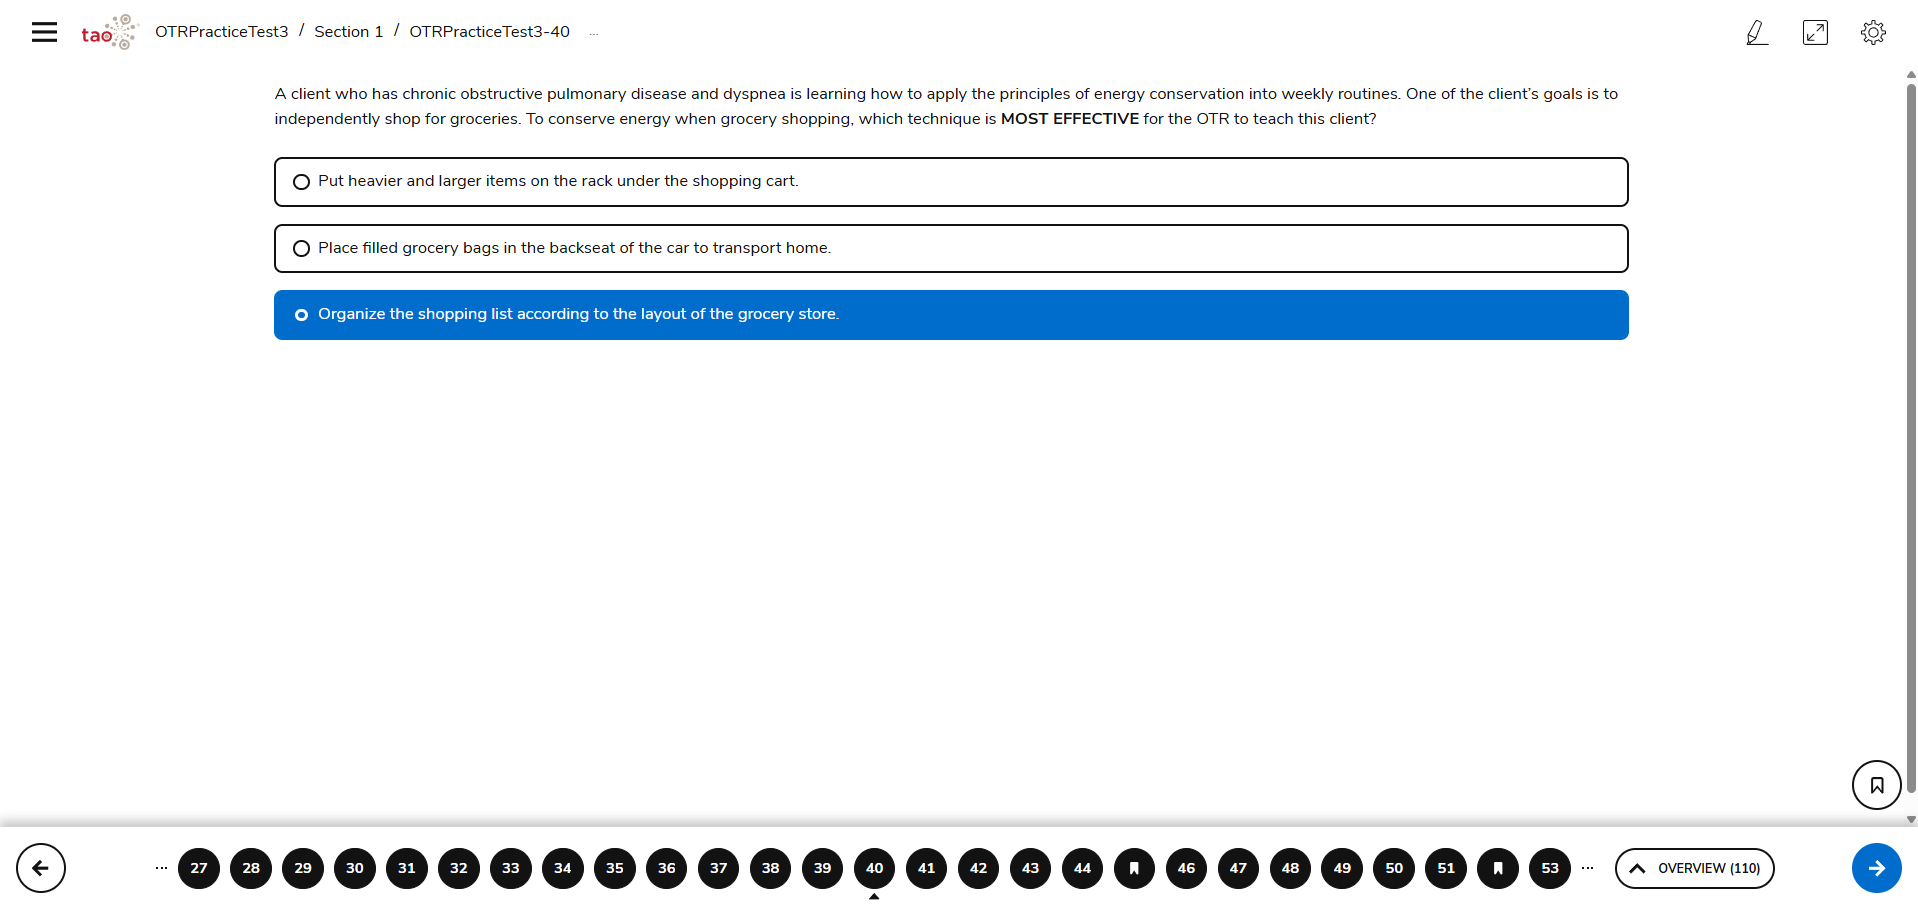 tao
OTRPracticeTest3 / Section 1 / OTRPracticeTest3-40 ...
A client who has chronic obstructive pulmonary disease and dyspnea is learning how to apply the principles of energy conservation into weekly routines. One of the client's goals is to
independently shop for groceries. To conserve energy when grocery shopping, which technique is MOST EFFECTIVE for the OTR to teach this client?
Put heavier and larger items on the rack under the shopping cart.
Place filled grocery bags in the backseat of the car to transport home.
Organize the shopping list according to the layout of the grocery store.
... 27 28 29 30 31 32 33 34 35 36 37 38 39 40 41 42 43 44 46 47 48 49 50 51 53 ... OVERVIEW (110)